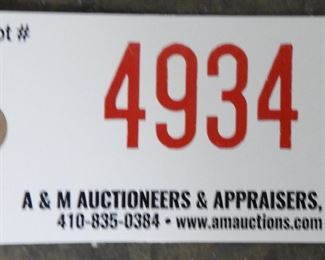 ot #
4934
A & M AUCTIONEERS & APPRAISERS,
410-835-0384 • www.amauctions.com